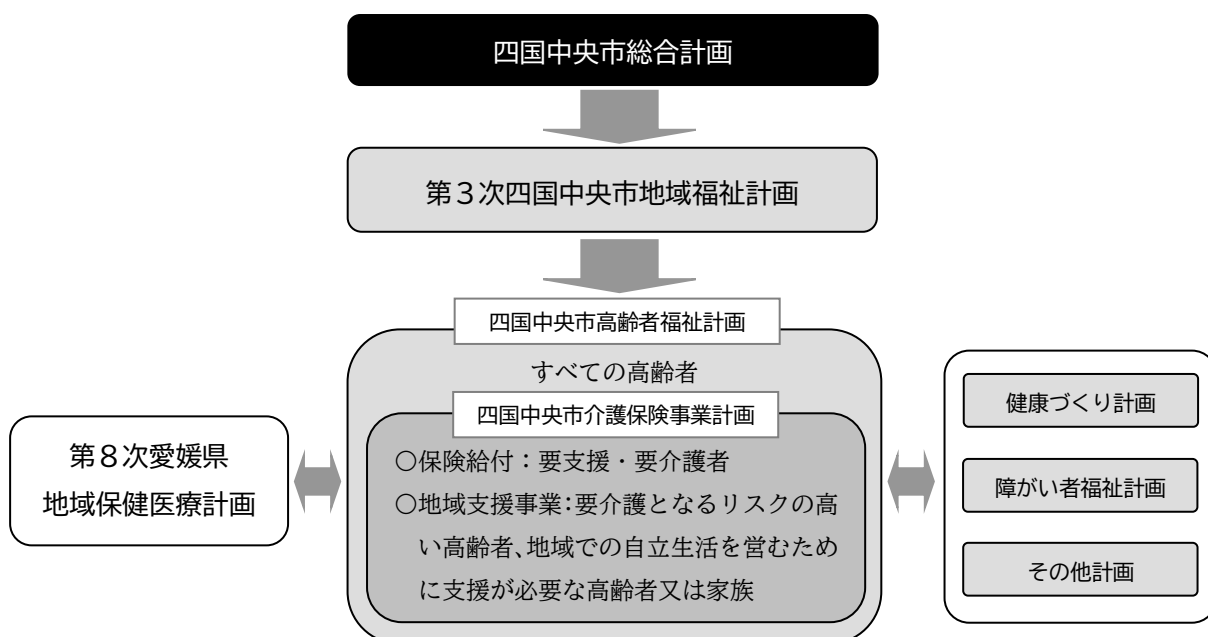 四国中央市総合計画
第３次四国中央市地域福祉計画
四国中央市高齢者福祉計画
すべての高齢者
四国中央市介護保険事業計画
○保険給付：要支援・要介護者
○地域支援事業：要介護となるリスクの高
い高齢者、地域での自立生活を営むため
に支援が必要な高齢者又は家族
第８次愛媛県
地域保健医療計画
健康づくり計画
障がい者福祉計画
その他計画